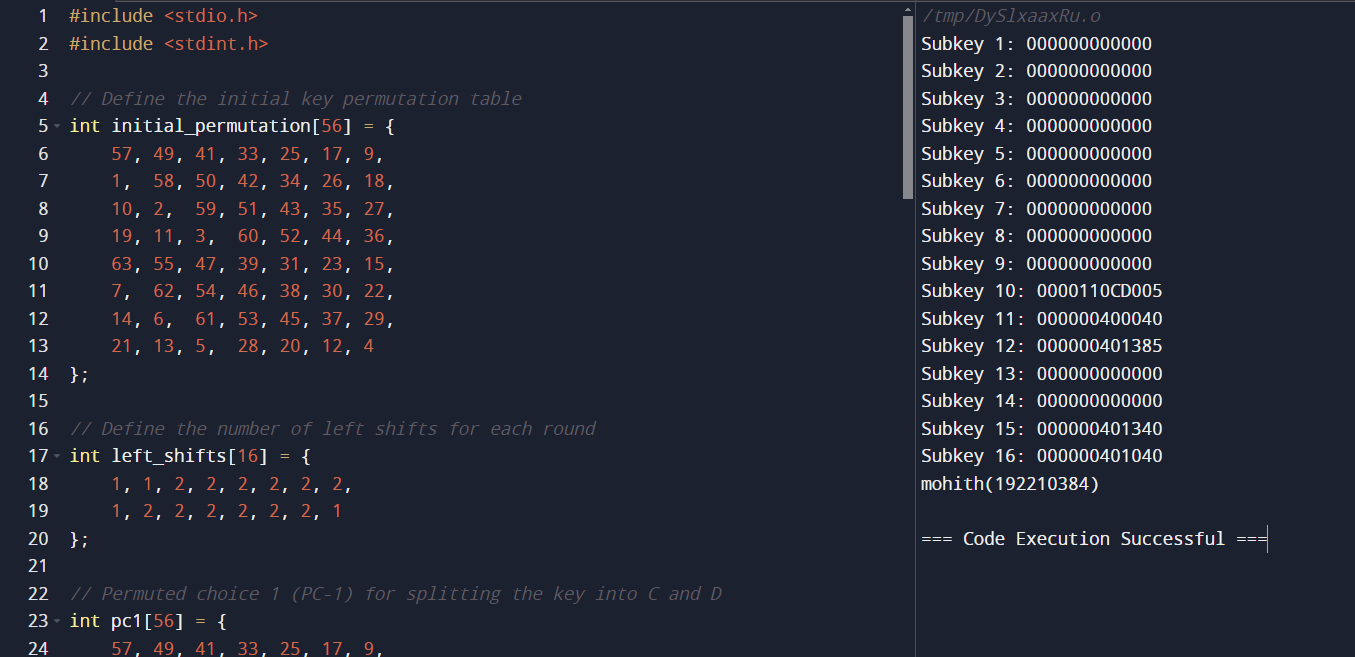 1 #include <stdio.h>
2 #include <stdint.h>
3
4 // Define the initial key permutation table
5 int initial_permutation[56] = {
6 57, 49, 41, 33, 25, 17, 9,
7 1, 58, 50, 42, 34, 26, 18,
8 10, 2, 59, 51, 43, 35, 27,
9 19, 11, 3, 60, 52, 44, 36,
10 63, 55, 47, 39, 31, 23, 15,
11 7, 62, 54, 46, 38, 30, 22,
12 14, 6, 61, 53, 45, 37, 29,
13 21, 13, 5, 28, 20, 12, 4
14 };
15
16 // Define the number of left shifts for each round
17 int left_shifts[16] = {
18 1, 1, 2, 2, 2, 2, 2, 2,
19 1, 2, 2, 2, 2, 2, 2, 1
20 };
21
22 // Permuted choice 1 (PC-1) for splitting the key into C and D
23 int pc1[56] = {
24 57, 49, 41, 33, 25, 17, 9,
/tmp/DySlxaaxRu.o
Subkey 1: 000000000000
Subkey 2: 000000000000
Subkey 3: 000000000000
Subkey 4: 000000000000
Subkey 5: 000000000000
Subkey 6: 000000000000
Subkey 7: 000000000000
Subkey 8: 000000000000
Subkey 9: 000000000000
Subkey 10: 0000110CD005
Subkey 11: 000000400040
Subkey 12: 000000401385
Subkey 13: 000000000000
Subkey 14: 000000000000
Subkey 15: 000000401340
Subkey 16: 000000401040
mohith(192210384)
=== Code Execution Successful ===